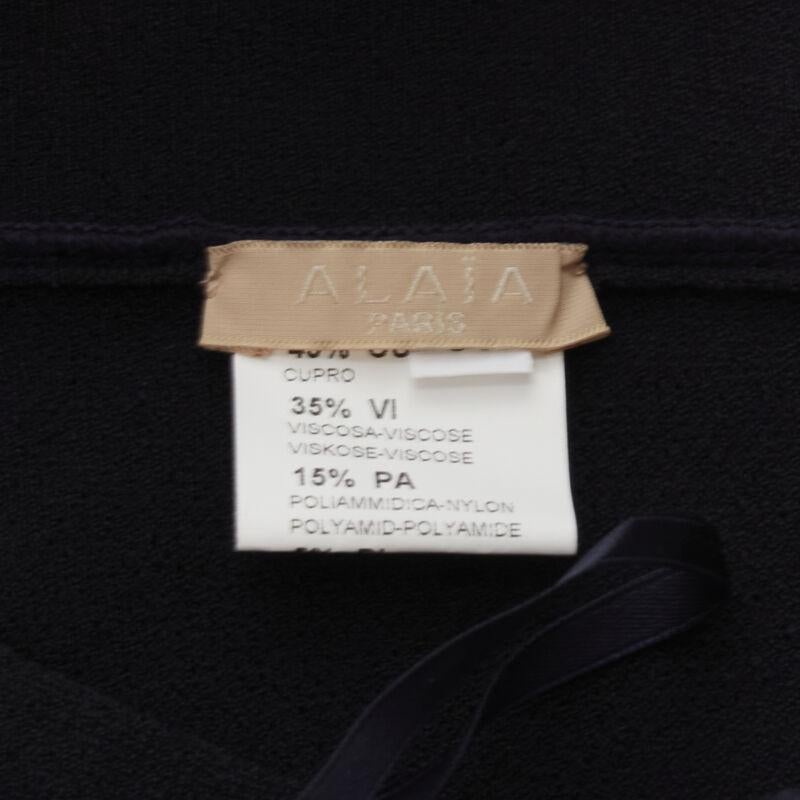 ALAÏA
PARIS
CUPRO
35% VI
VISCOSA-VISCOSE
VISKOSE-VISCOSE
15% PA
POLIAMMIDICA-NYLON
POLYAMID-POLYAMIDE